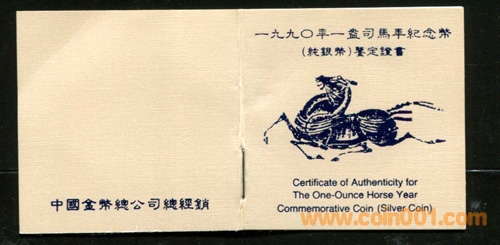 一九九〇年一盎司馬年紀念幣
(純銀幣)鑒定證書
Certificate of Authenticity for
The One-Ounce Horse Year
Commemorative Coin (Silver Coin)
中國金幣總公司總經銷
www.coin001.com